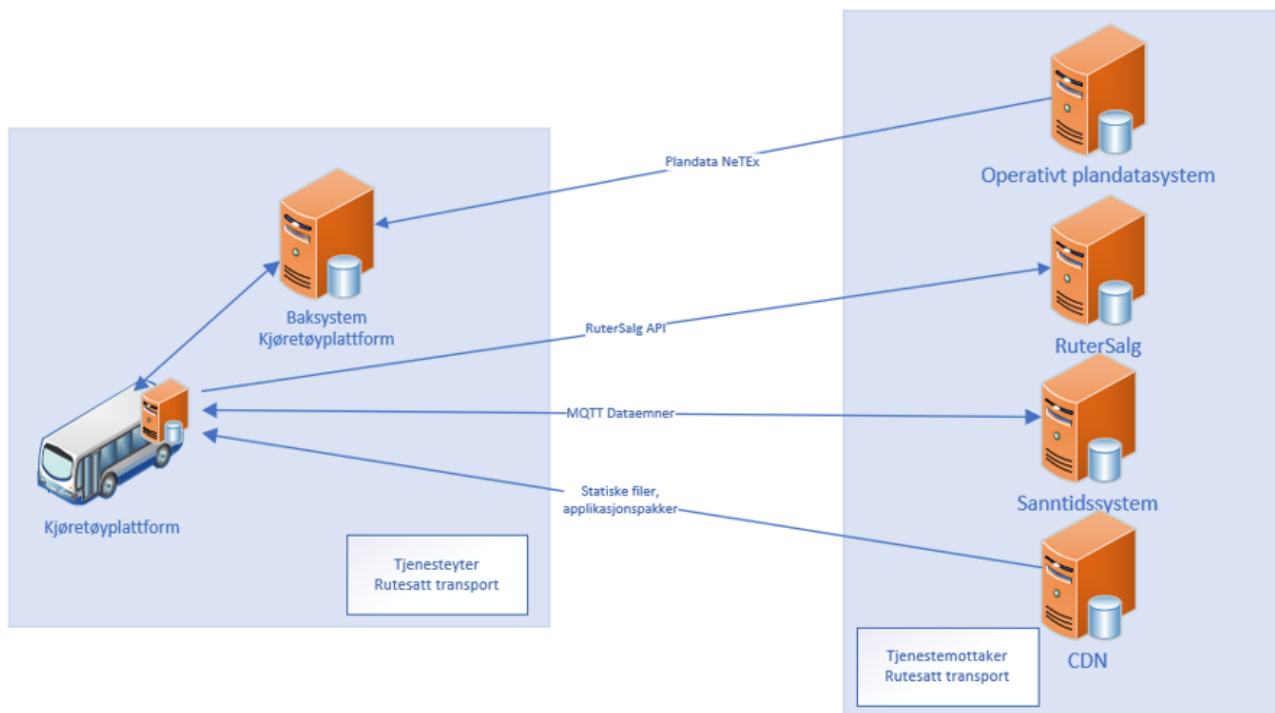 Plandata NeTEx
Operativt plandatasystem
Baksystem
Kjøretøyplattform
RuterSalg API
RuterSalg
MQTT Dataemner
Statiske filer,
applikasjonspakker
Sanntidssystem
Kjøretøyplattform
Tjenesteyter
Rutesatt transport
Tjenestemottaker
Rutesatt transport
CDN